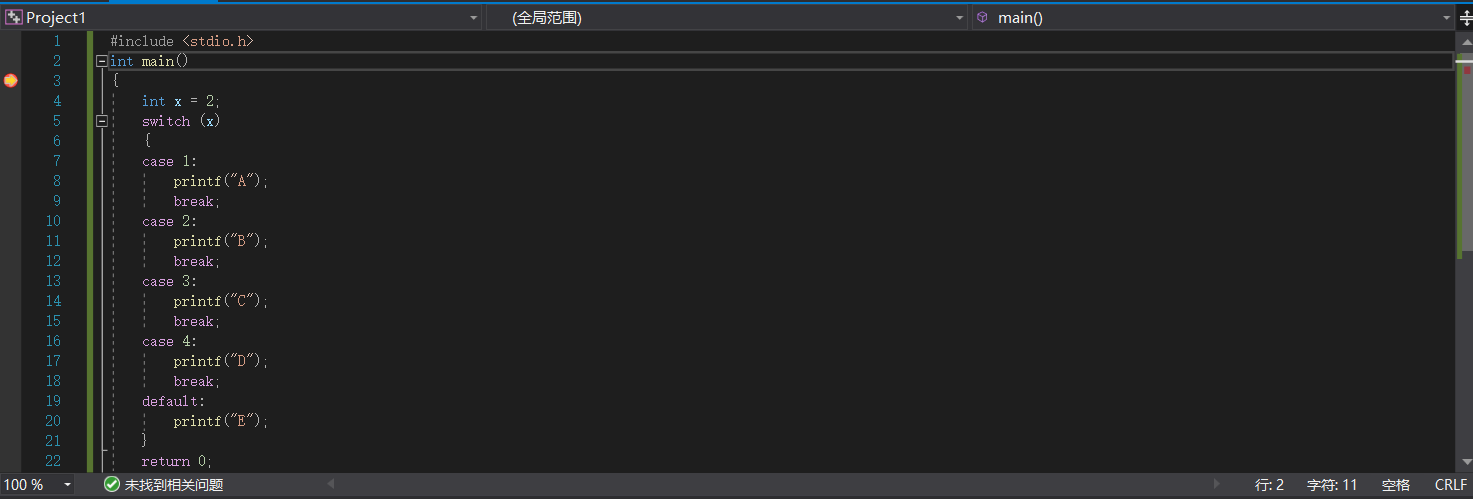 Project1 (全局范围) main()
1 #include <stdio.h>
2 int main()
3 {
4 int x = 2;
5 switch (x)
6 {
7 case 1:
8 printf("A");
9 break;
10 case 2:
11 printf("B");
12 break;
13 case 3:
14 printf("C");
15 break;
16 case 4:
17 printf("D");
18 break;
19 default:
20 printf("E");
21 }
22 return 0;
100 % 未找到相关问题 行: 2 字符: 11 空格 CRLF